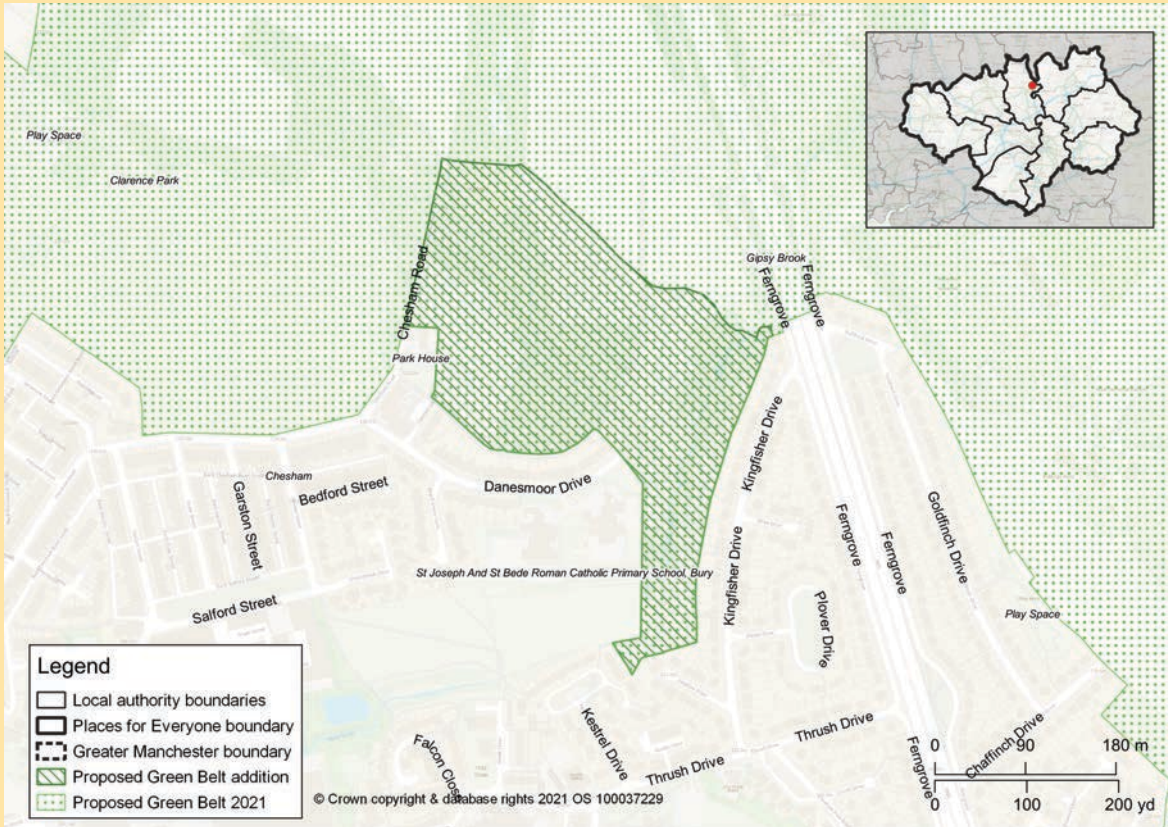 Play Space
Clarence Park
Chesham Road
Gipsy Brook
Ferngrove
Ferngrove
Park House
Kingfisher Drive
Chesham
Bedford Street
Garston Street
Danesmoor Drive
Goldfinch Drive
Ferngrove
Ferngrove
St Joseph And St Bede Roman Catholic Primary School, Bury
Kingfisher Drive
Plover Drive
Salford Street
Play Space
Kestrel Drive
Thrush Drive
Thrush Drive
Falcon Close
Ferngrove
Chaffinch Drive
Legend
Local authority boundaries
Places for Everyone boundary
Greater Manchester boundary
Proposed Green Belt addition
Proposed Green Belt 2021
© Crown copyright & database rights 2021 OS 100037229
0 90 180 m
0 100 200 yd